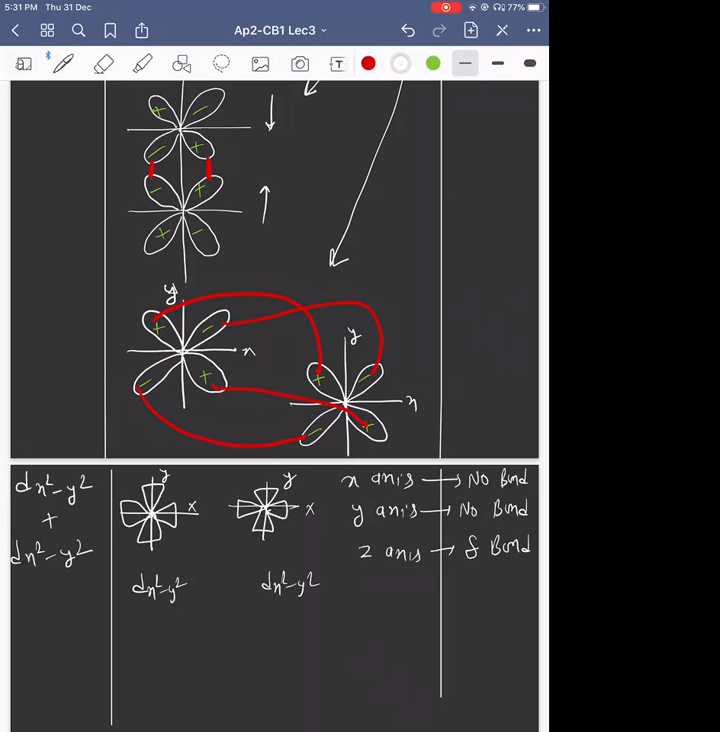 5:31 PM Thu 31 Dec
77%
Ap2-CB1 Lec3
T
+ -
- +
- +
+ -
y
+ -
x
- +
y
+ -
x
- +
dx²-y²
+
dx²-y²
y
x
dx²-y²
y
x
dx²-y²
x axis → No Bond
y axis → No Bond
z axis → δ Bond